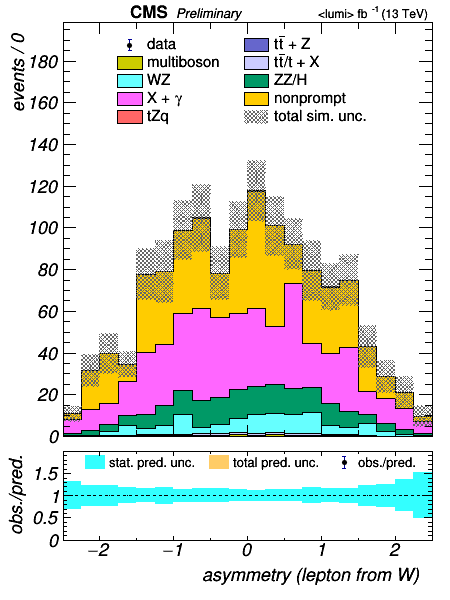 CMS Preliminary <lumi> fb⁻¹ (13 TeV)
events / 0
180
160
140
120
100
80
60
40
20
0
data
multiboson
WZ
X + γ
tZq
tt̄ + Z
tt̄/t + X
ZZ/H
nonprompt
total sim. unc.
obs./pred.
1.5
1
0.5
0
stat. pred. unc. total pred. unc. obs./pred.
−2 −1 0 1 2
asymmetry (lepton from W)